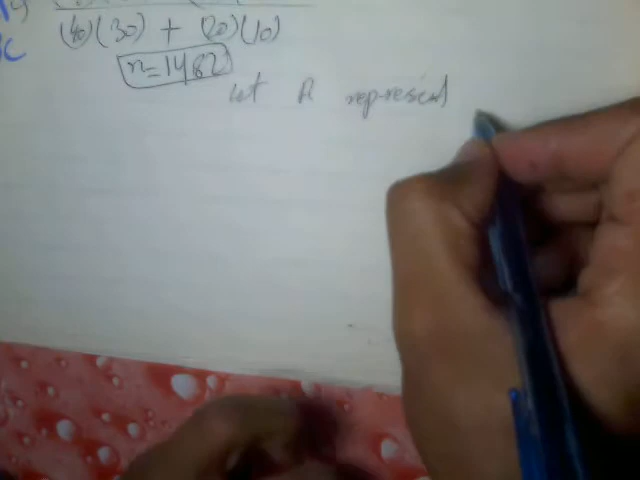 (40)(30) + (20)(10)
n=1482
let A represent